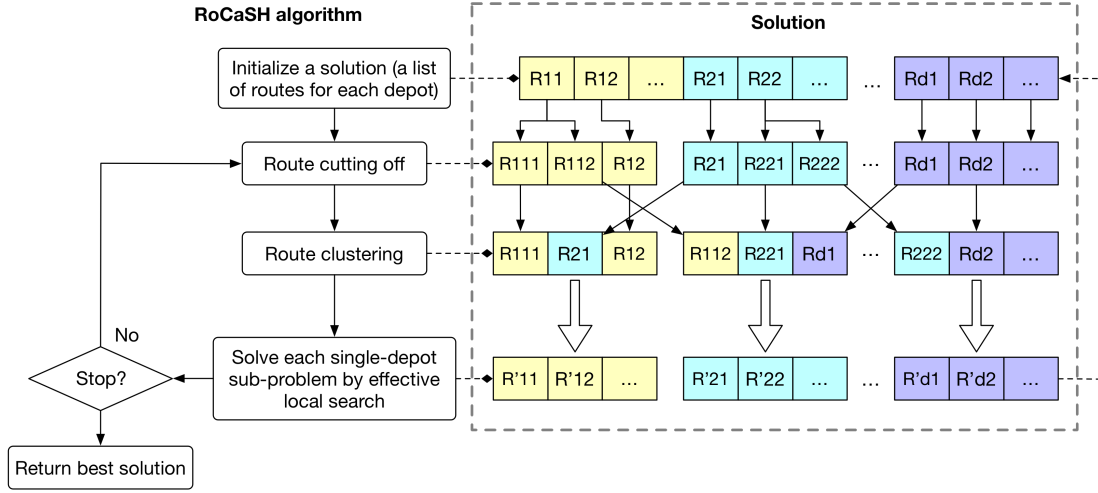 RoCaSH algorithm
Solution
Initialize a solution (a list
of routes for each depot)
R11 R12 ... R21 R22 ... ... Rd1 Rd2 ...
Route cutting off
R111 R112 R12 R21 R221 R222 ... Rd1 Rd2 ...
Route clustering
R111 R21 R12 R112 R221 Rd1 ... R222 Rd2 ...
No
Stop?
Solve each single-depot
sub-problem by effective
local search
R’11 R’12 ... R’21 R’22 ... ... R’d1 R’d2 ...
Return best solution